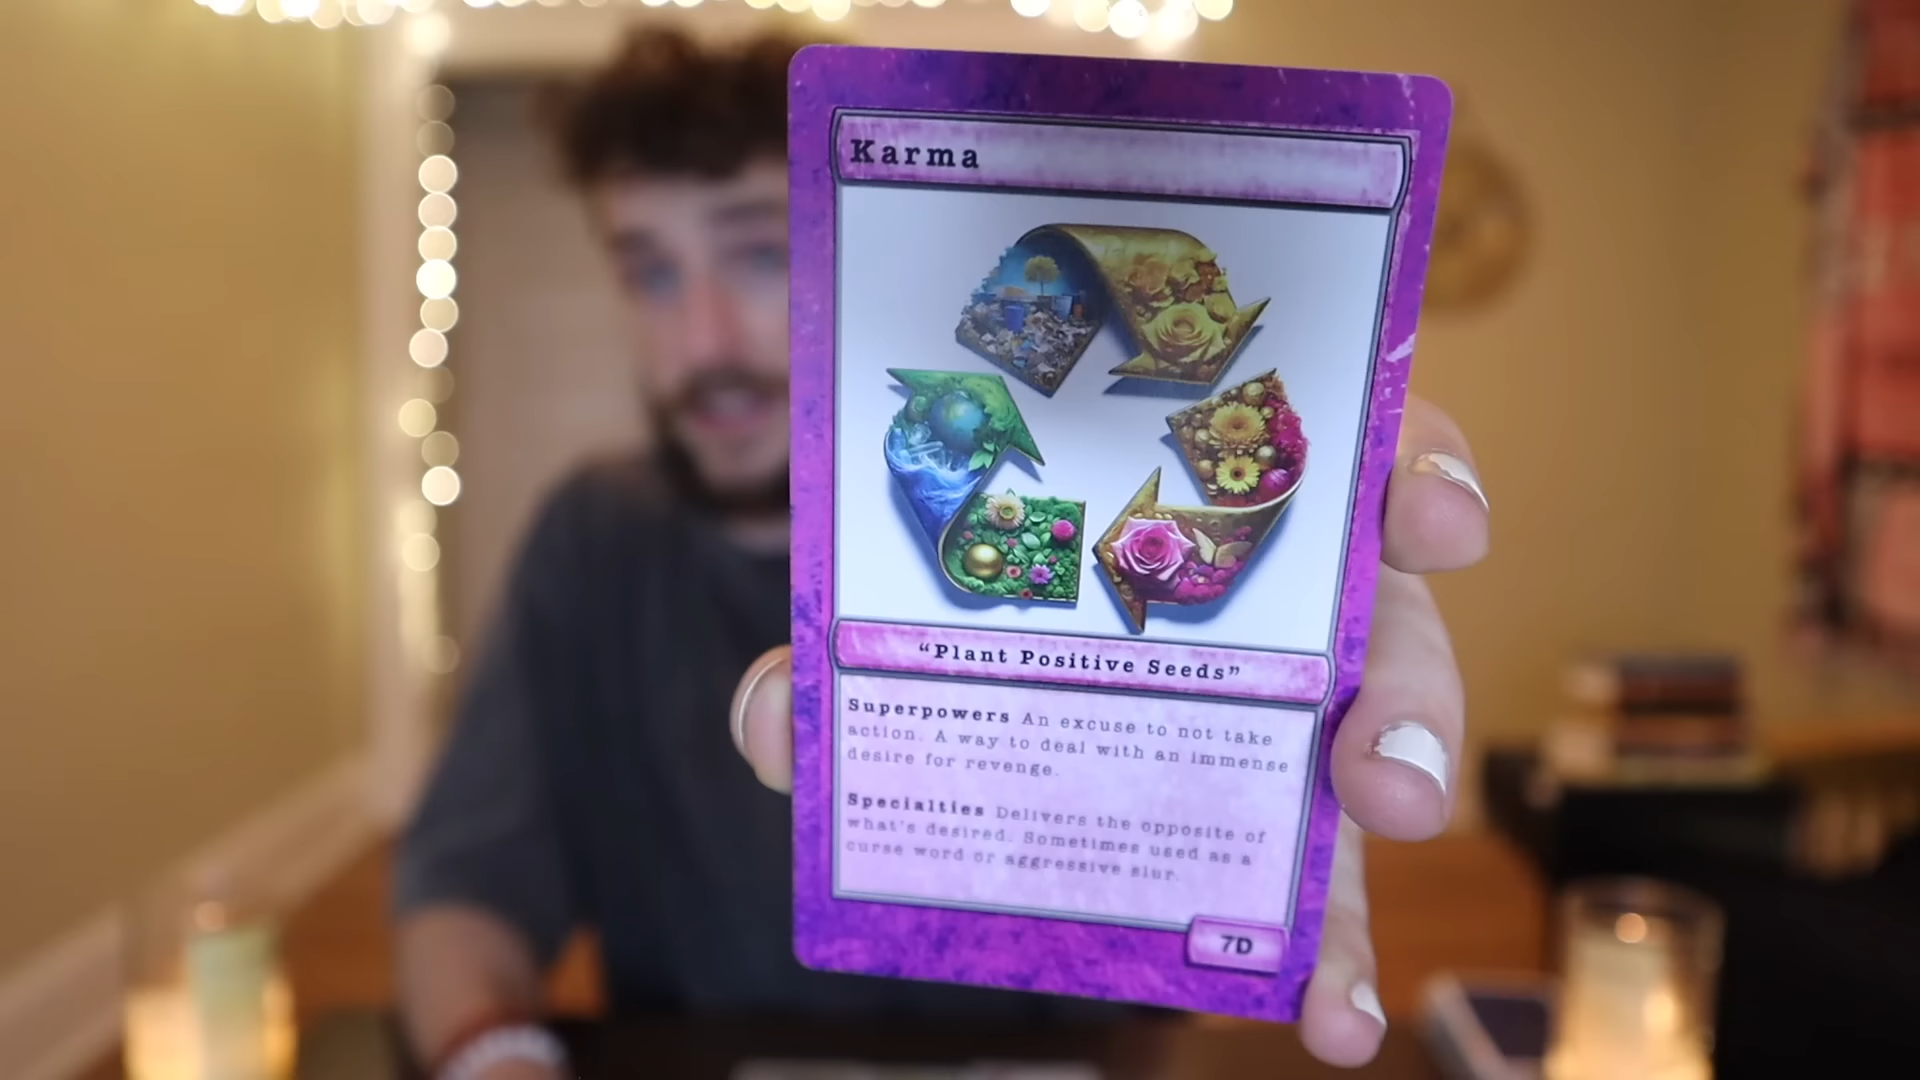 Karma
“Plant Positive Seeds”
Superpowers An excuse to not take
action. A way to deal with an immense
desire for revenge.
Specialties Delivers the opposite of
what's desired. Sometimes used as a
curse word or aggressive slur.
7D